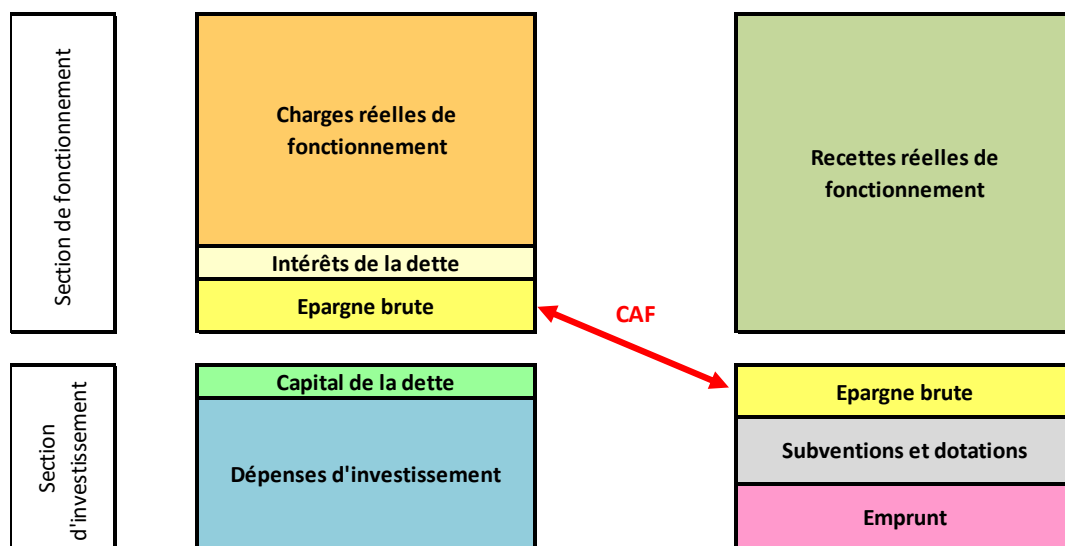 Section de fonctionnement
Charges réelles de
fonctionnement
Recettes réelles de
fonctionnement
Intérêts de la dette
Epargne brute
CAF
Section
d'investissement
Capital de la dette
Dépenses d'investissement
Epargne brute
Subventions et dotations
Emprunt